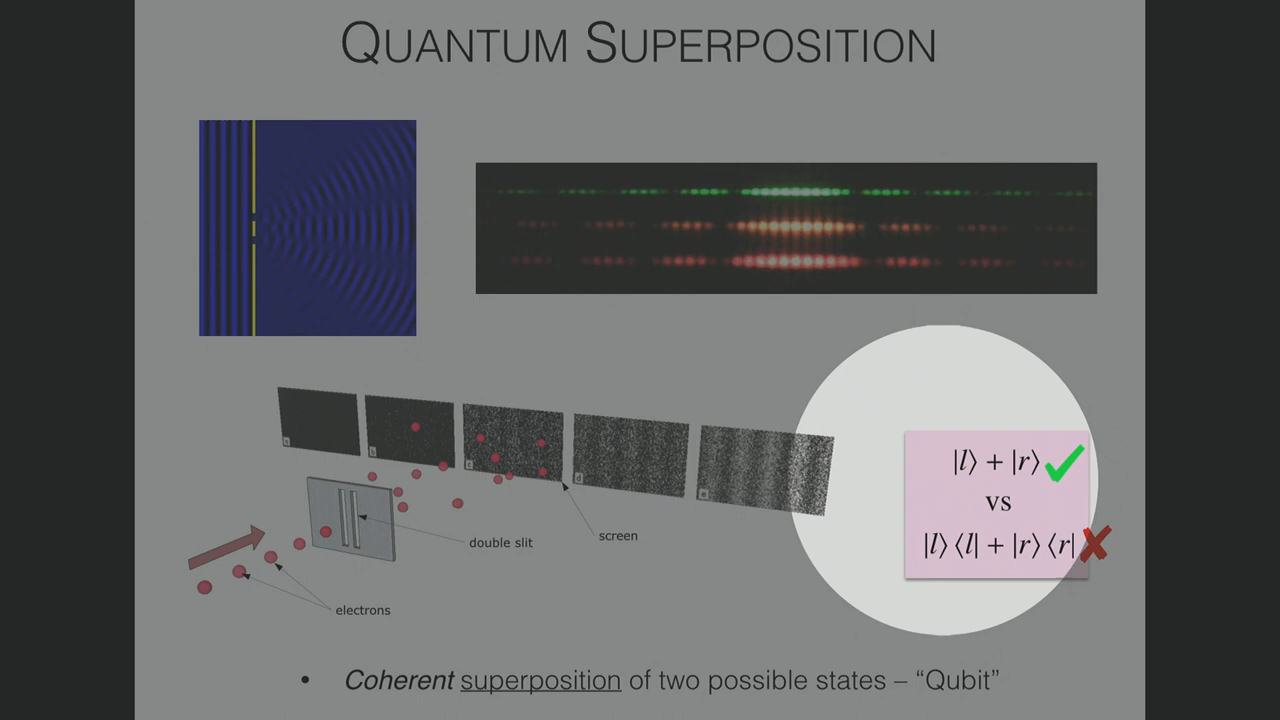 QUANTUM SUPERPOSITION
a
b
c
d
e
|l⟩ + |r⟩
vs
|l⟩ ⟨l| + |r⟩ ⟨r|
double slit
screen
electrons
• Coherent superposition of two possible states – “Qubit”